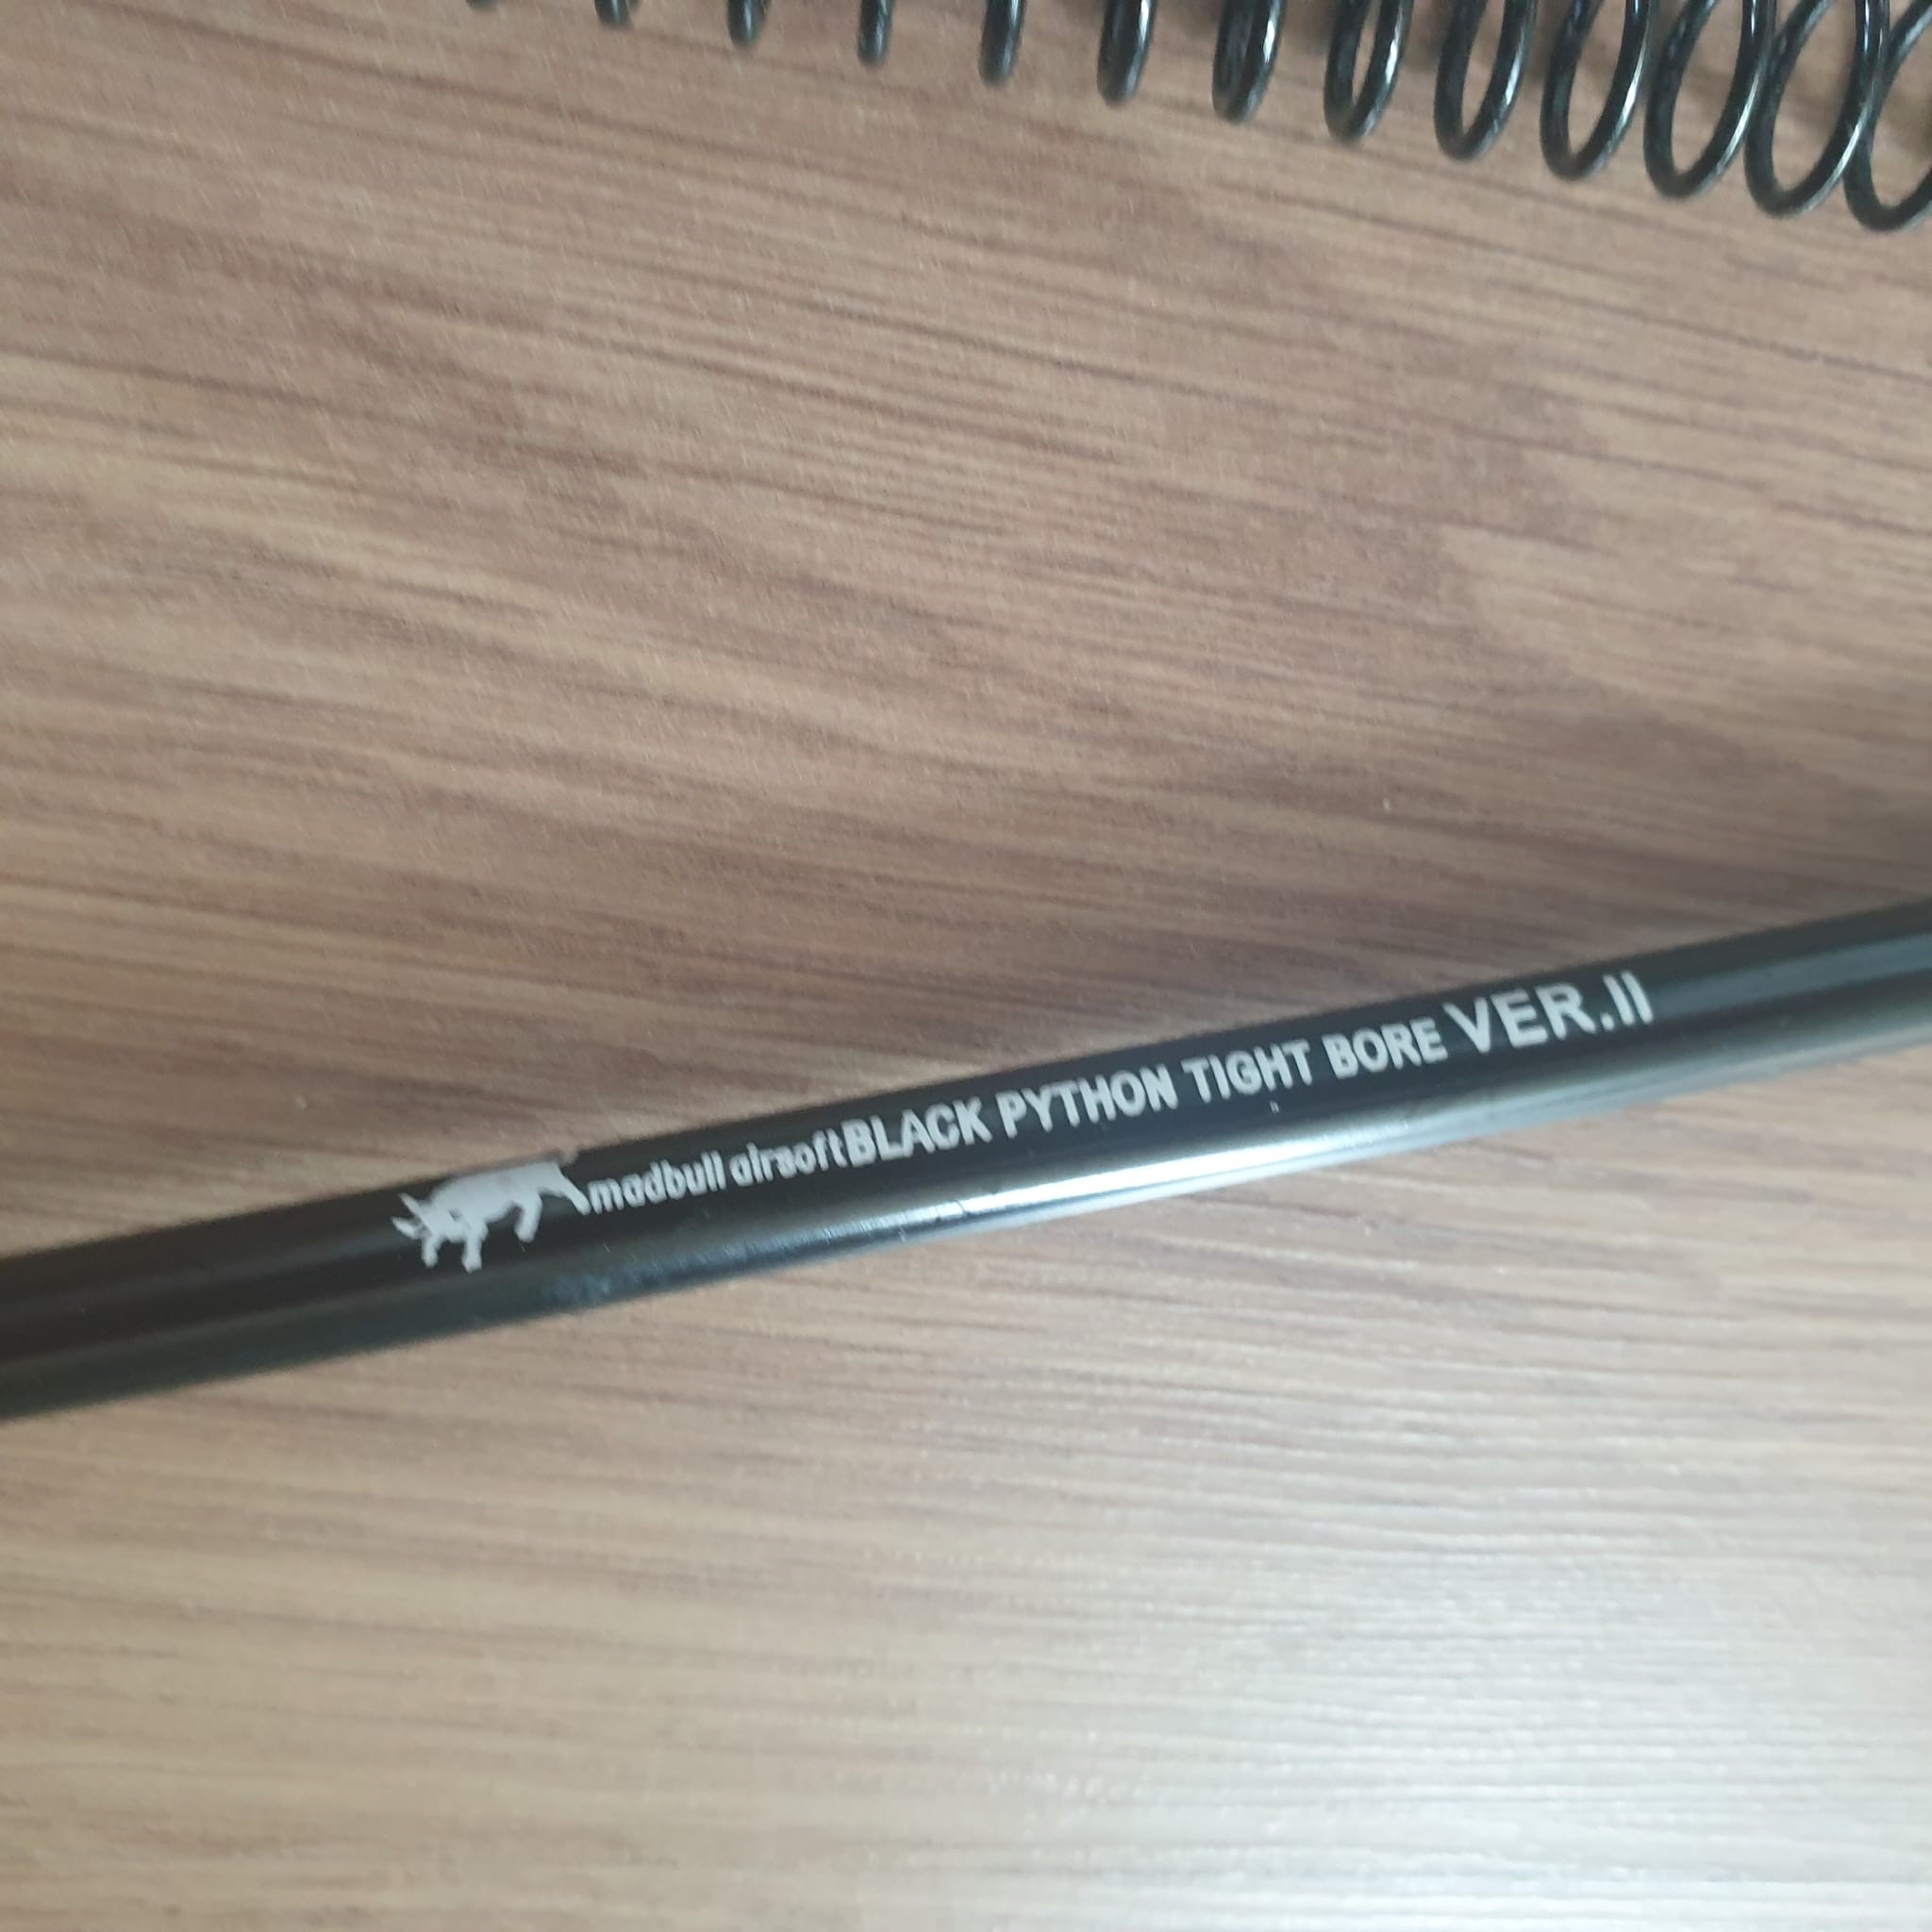 madbull airsoft BLACK PYTHON TIGHT BORE VER.II